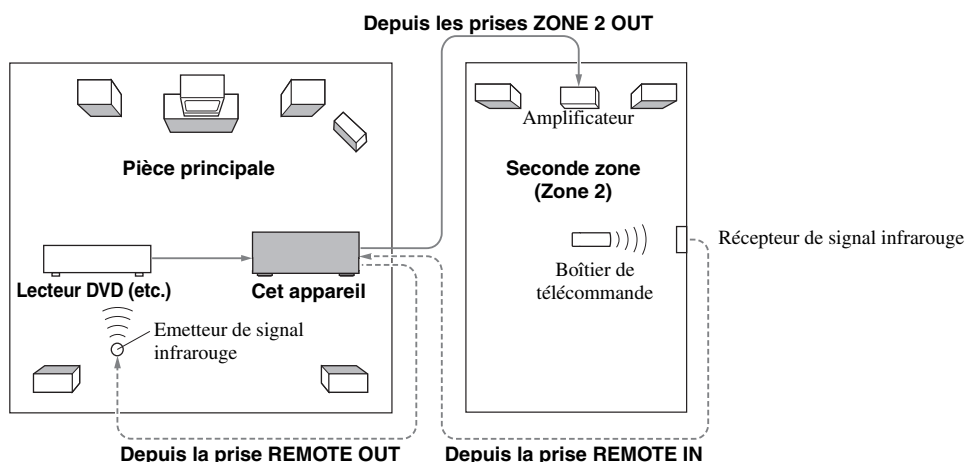 Depuis les prises ZONE 2 OUT
Amplificateur
Pièce principale
Seconde zone
(Zone 2)
Récepteur de signal infrarouge
Boîtier de
télécommande
Lecteur DVD (etc.)
Cet appareil
Emetteur de signal
infrarouge
Depuis la prise REMOTE OUT
Depuis la prise REMOTE IN